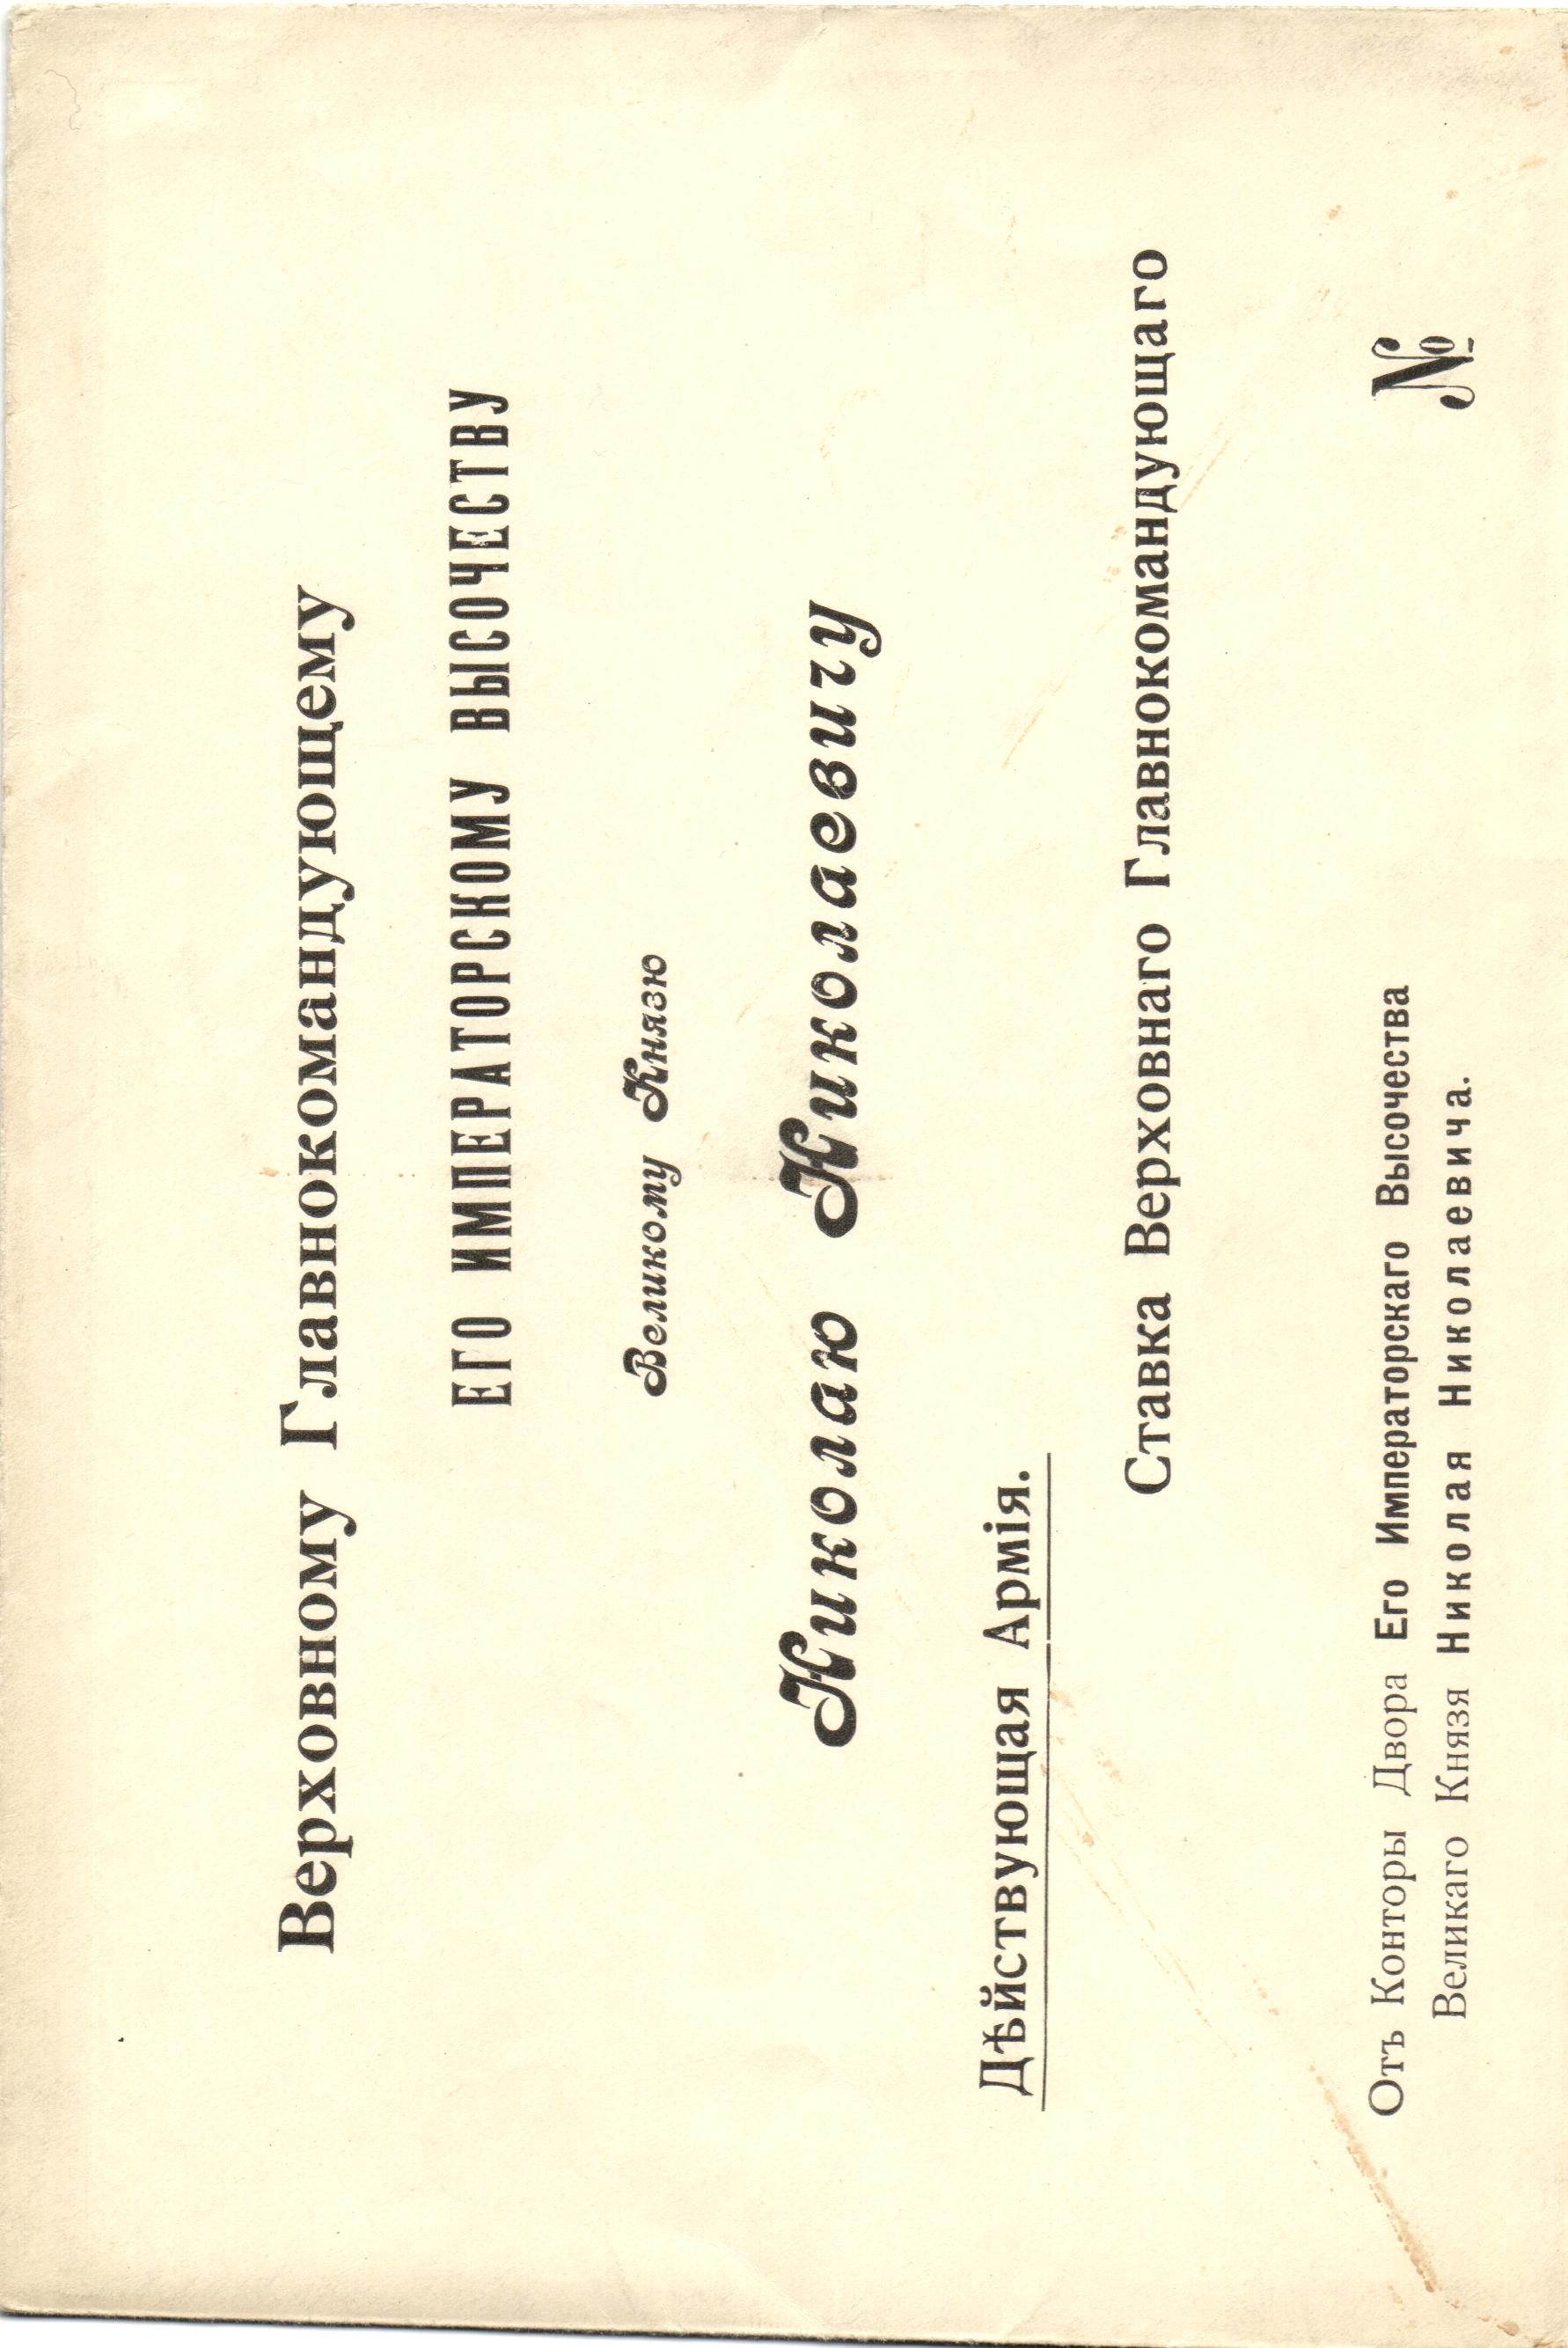 Верховному Главнокомандующему
ЕГО ИМПЕРАТОРСКОМУ ВЫСОЧЕСТВУ
Великому Князю
Николаю Николаевичу
Дѣйствующая Армія.
Ставка Верховнаго Главнокомандующаго
Отъ Конторы Двора Его Императорскаго Высочества
Великаго Князя Николая Николаевича.
№